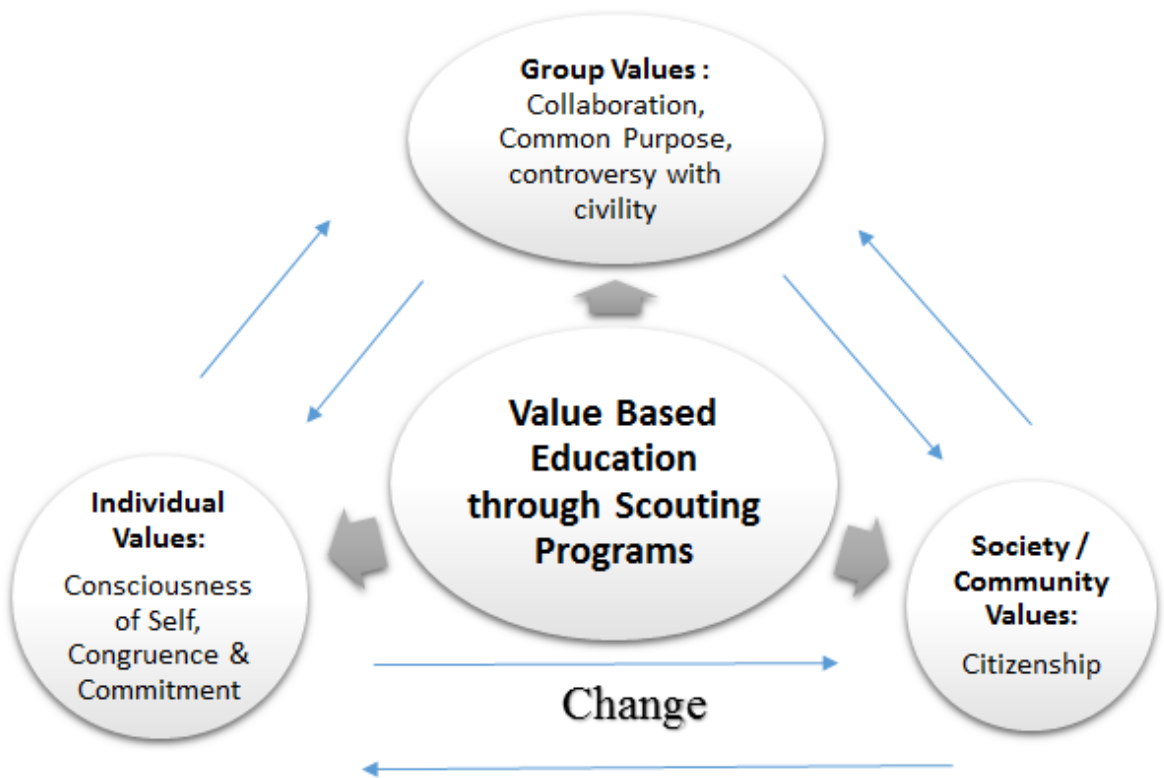 Group Values :
Collaboration,
Common Purpose,
controversy with
civility
Value Based
Education
through Scouting
Programs
Individual
Values:
Consciousness
of Self,
Congruence &
Commitment
Society /
Community
Values:
Citizenship
Change